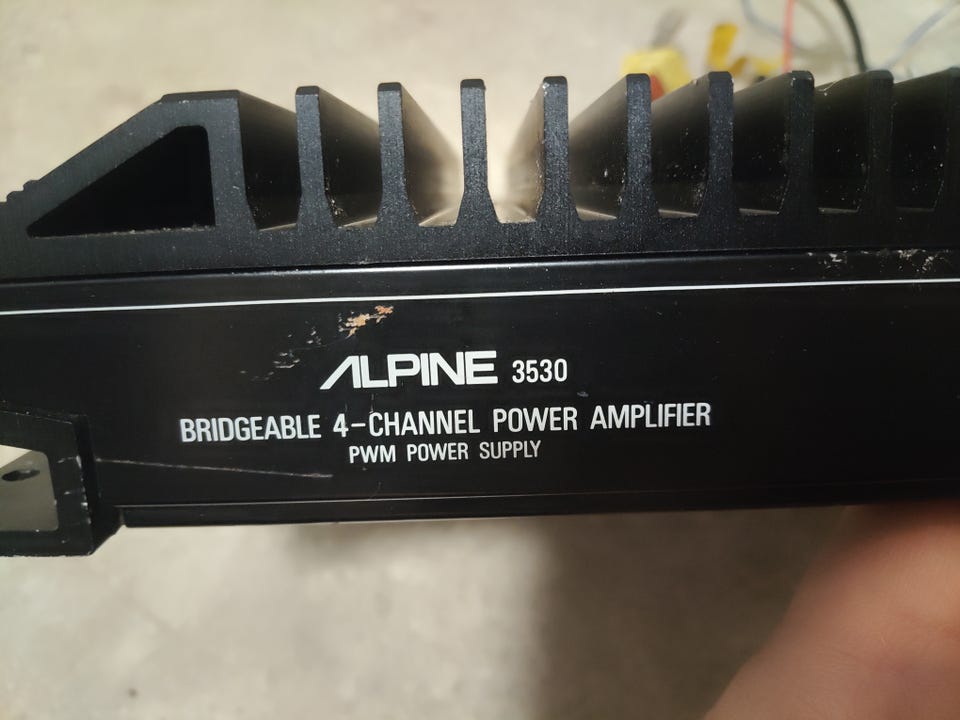 ALPINE 3530
BRIDGEABLE 4-CHANNEL POWER AMPLIFIER
PWM POWER SUPPLY